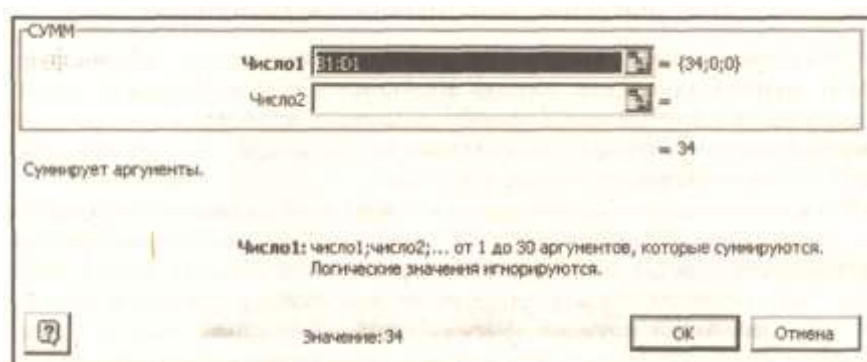 СУММ
Число1 B1:D1 = {34;0;0}
Число2 =
= 34
Суммирует аргументы.
Число1: число1;число2;... от 1 до 30 аргументов, которые суммируются.
Логические значения игнорируются.
? Значение: 34 ОК Отмена